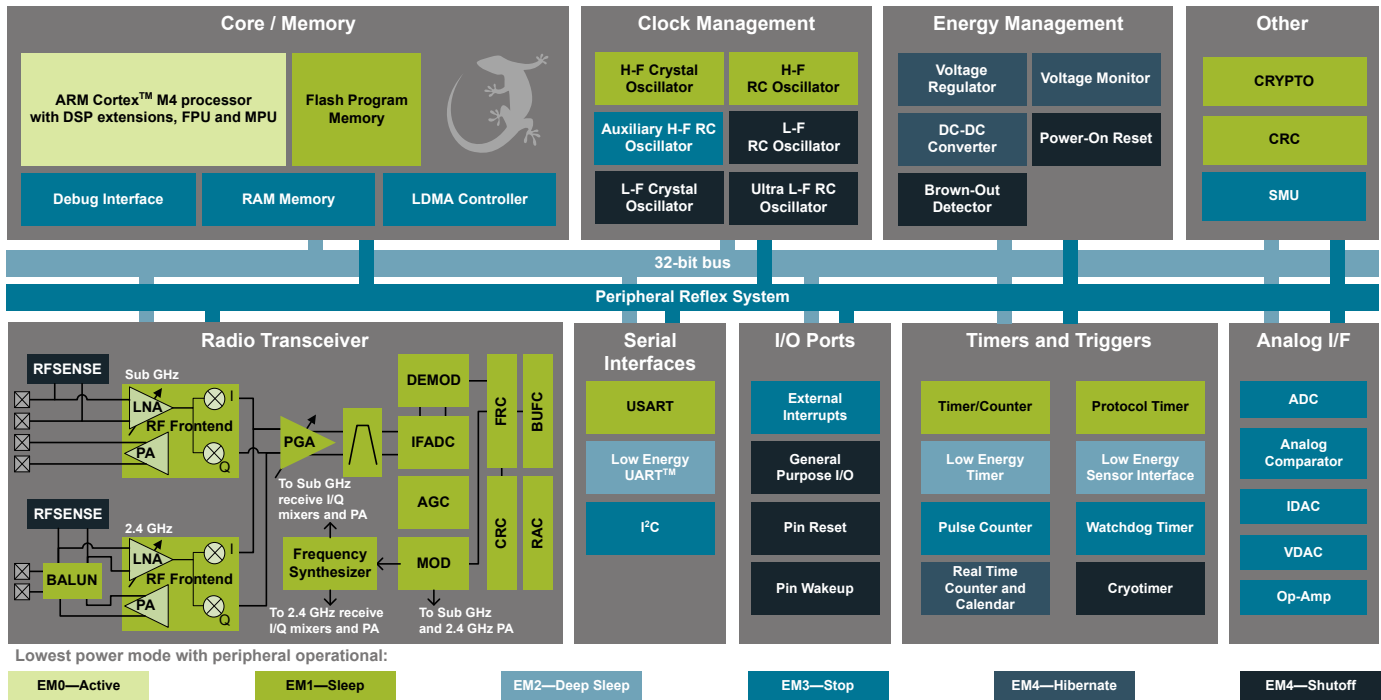 Core / Memory
ARM Cortex™ M4 processor
with DSP extensions, FPU and MPU
Flash Program
Memory
Debug Interface
RAM Memory
LDMA Controller
Clock Management
H-F Crystal
Oscillator
H-F
RC Oscillator
Auxiliary H-F RC
Oscillator
L-F
RC Oscillator
L-F Crystal
Oscillator
Ultra L-F RC
Oscillator
Energy Management
Voltage
Regulator
Voltage Monitor
DC-DC
Converter
Power-On Reset
Brown-Out
Detector
Other
CRYPTO
CRC
SMU
32-bit bus
Peripheral Reflex System
Radio Transceiver
RFSENSE
Sub GHz
LNA
RF Frontend
PA
I
Q
PGA
To Sub GHz
receive I/Q
mixers and PA
RFSENSE
2.4 GHz
BALUN
LNA
RF Frontend
PA
I
Q
Frequency
Synthesizer
To 2.4 GHz receive
I/Q mixers and PA
DEMOD
IFADC
AGC
MOD
To Sub GHz
and 2.4 GHz PA
FRC
BUFC
CRC
RAC
Serial
Interfaces
USART
Low Energy
UART™
I²C
I/O Ports
External
Interrupts
General
Purpose I/O
Pin Reset
Pin Wakeup
Timers and Triggers
Timer/Counter
Protocol Timer
Low Energy
Timer
Low Energy
Sensor Interface
Pulse Counter
Watchdog Timer
Real Time
Counter and
Calendar
Cryotimer
Analog I/F
ADC
Analog
Comparator
IDAC
VDAC
Op-Amp
Lowest power mode with peripheral operational:
EM0—Active
EM1—Sleep
EM2—Deep Sleep
EM3—Stop
EM4—Hibernate
EM4—Shutoff